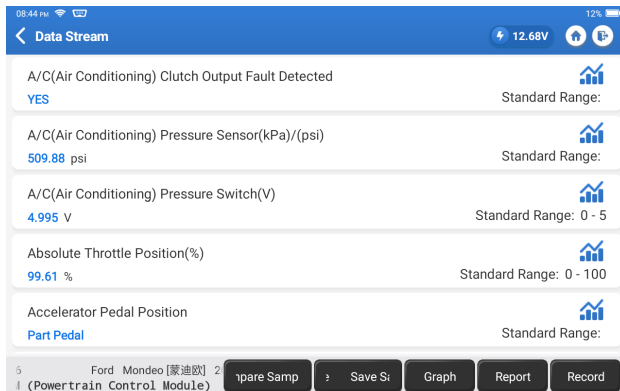 08:44 PM 12%
Data Stream 12.68V
A/C(Air Conditioning) Clutch Output Fault Detected
YES Standard Range:
A/C(Air Conditioning) Pressure Sensor(kPa)/(psi)
509.88 psi Standard Range:
A/C(Air Conditioning) Pressure Switch(V)
4.995 V Standard Range: 0 - 5
Absolute Throttle Position(%)
99.61 % Standard Range: 0 - 100
Accelerator Pedal Position
Part Pedal Standard Range:
Ford Mondeo [蒙迪欧]
(Powertrain Control Module)
Samp
Save
Graph
Report
Record